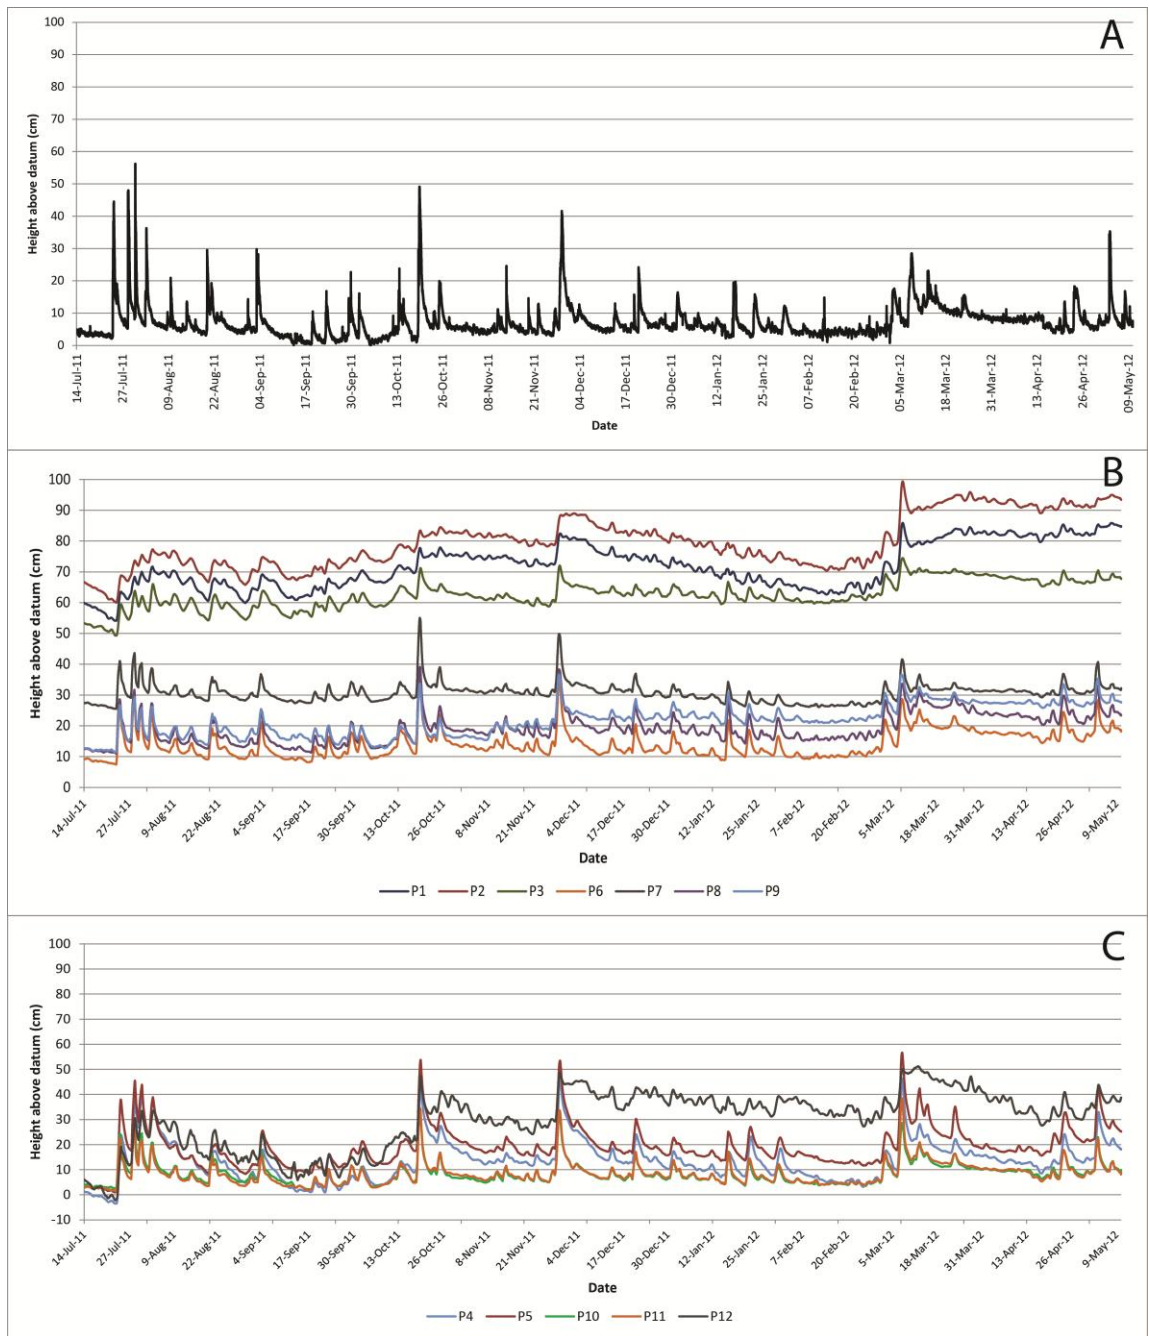 A
Height above datum (cm)
100
90
80
70
60
50
40
30
20
10
0
14-Jul-11 27-Jul-11 09-Aug-11 22-Aug-11 04-Sep-11 17-Sep-11 30-Sep-11 13-Oct-11 26-Oct-11 08-Nov-11 21-Nov-11 04-Dec-11 17-Dec-11 30-Dec-11 12-Jan-12 25-Jan-12 07-Feb-12 20-Feb-12 05-Mar-12 18-Mar-12 31-Mar-12 13-Apr-12 26-Apr-12 09-May-12
Date
B
Height above datum (cm)
100
90
80
70
60
50
40
30
20
10
0
14-Jul-11 27-Jul-11 9-Aug-11 22-Aug-11 4-Sep-11 17-Sep-11 30-Sep-11 13-Oct-11 26-Oct-11 8-Nov-11 21-Nov-11 4-Dec-11 17-Dec-11 30-Dec-11 12-Jan-12 25-Jan-12 7-Feb-12 20-Feb-12 5-Mar-12 18-Mar-12 31-Mar-12 13-Apr-12 26-Apr-12 9-May-12
Date
P1 P2 P3 P6 P7 P8 P9
C
Height above datum (cm)
100
90
80
70
60
50
40
30
20
10
0
-10
14-Jul-11 27-Jul-11 9-Aug-11 22-Aug-11 4-Sep-11 17-Sep-11 30-Sep-11 13-Oct-11 26-Oct-11 8-Nov-11 21-Nov-11 4-Dec-11 17-Dec-11 30-Dec-11 12-Jan-12 25-Jan-12 7-Feb-12 20-Feb-12 5-Mar-12 18-Mar-12 31-Mar-12 13-Apr-12 26-Apr-12 9-May-12
Date
P4 P5 P10 P11 P12